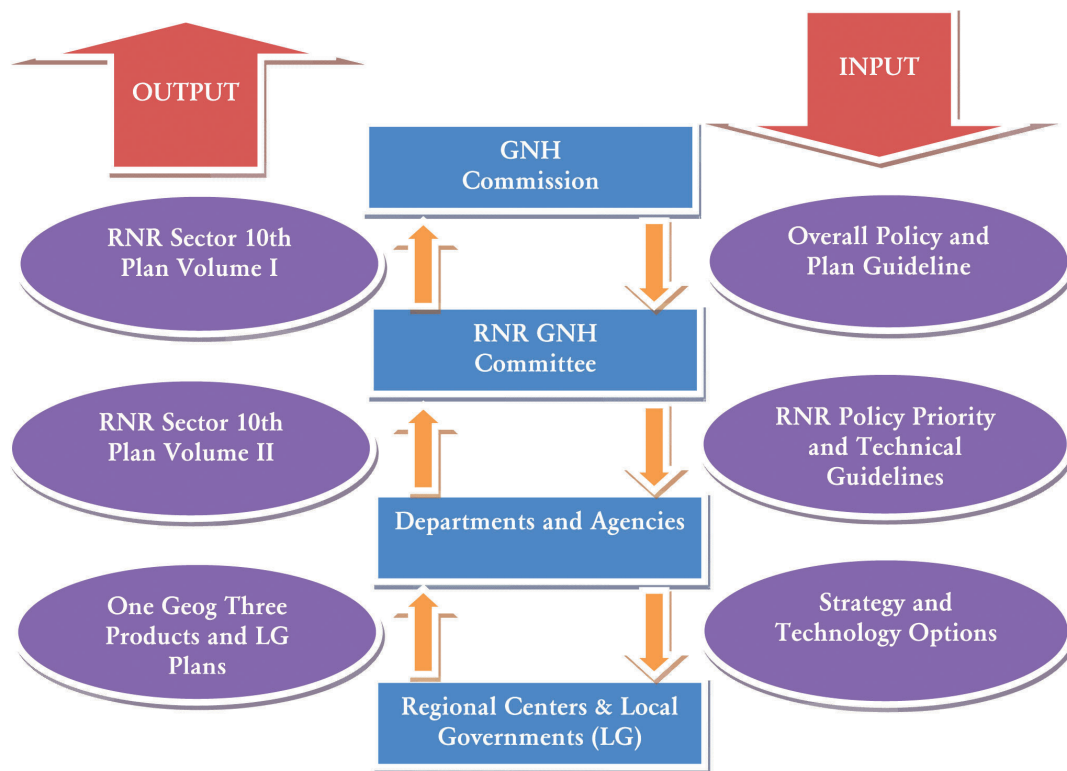 OUTPUT
INPUT
GNH
Commission
RNR Sector 10th
Plan Volume I
Overall Policy and
Plan Guideline
RNR GNH
Committee
RNR Sector 10th
Plan Volume II
RNR Policy Priority
and Technical
Guidelines
Departments and Agencies
One Geog Three
Products and LG
Plans
Strategy and
Technology Options
Regional Centers & Local
Governments (LG)